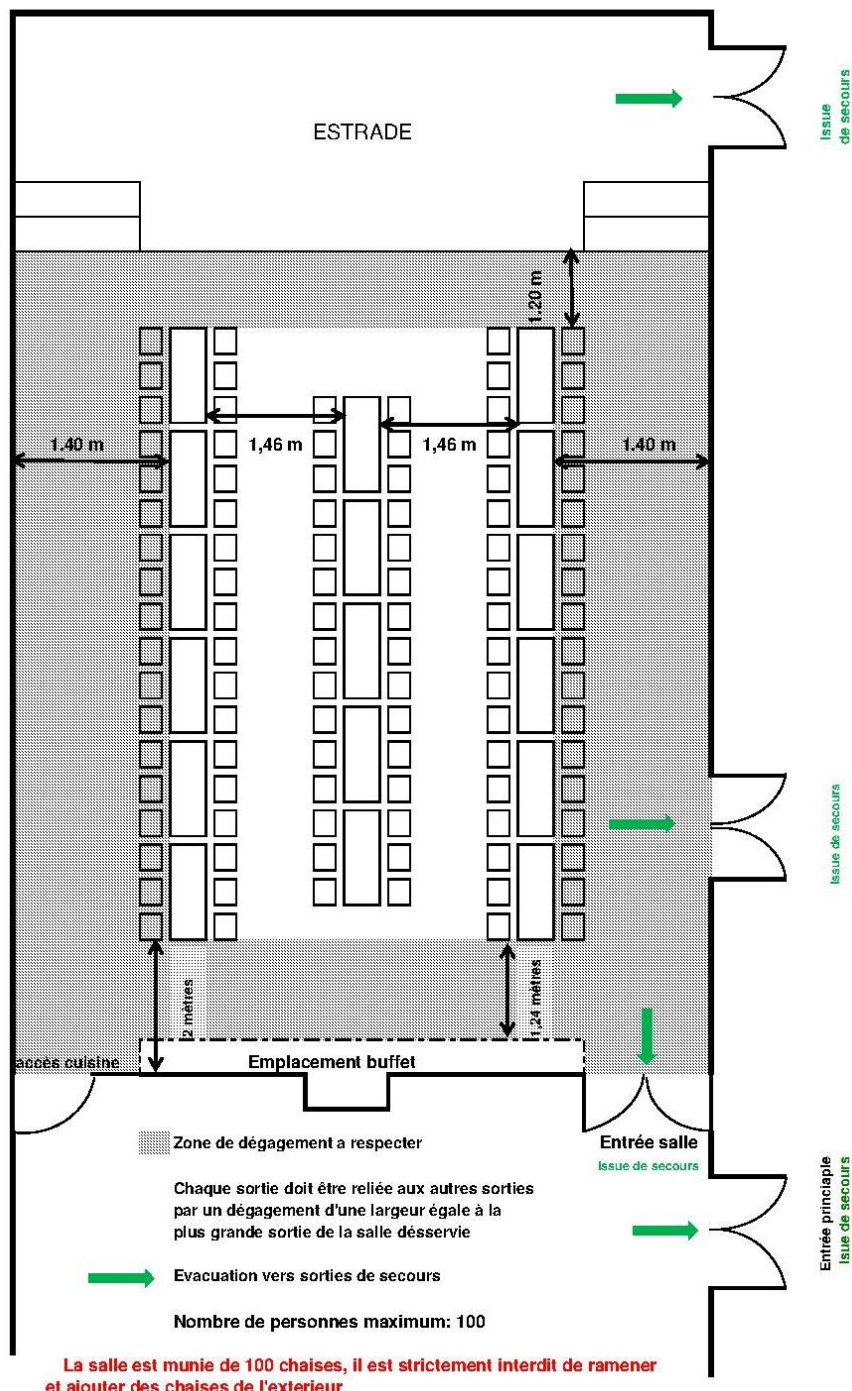 Issue
de secours
ESTRADE
1.20 m
1.40 m
1,46 m
1,46 m
1.40 m
Issue de secours
2 mètres
1,24 mètres
accès cuisine
Emplacement buffet
Zone de dégagement a respecter
Entrée salle
Issue de secours
Chaque sortie doit être reliée aux autres sorties
par un dégagement d'une largeur égale à la
plus grande sortie de la salle désservie
Entrée princiaple
Isue de secours
Evacuation vers sorties de secours
Nombre de personnes maximum: 100
La salle est munie de 100 chaises, il est strictement interdit de ramener
et ajouter des chaises de l'exterieur